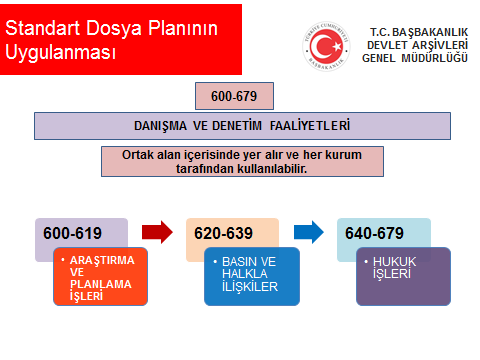 Standart Dosya Planının
Uygulanması
T.C. BAŞBAKANLIK
DEVLET ARŞİVLERİ
GENEL MÜDÜRLÜĞÜ
600-679
DANIŞMA VE DENETİM FAALİYETLERİ
Ortak alan içerisinde yer alır ve her kurum
tarafından kullanılabilir.
600-619
• ARAŞTIRMA
VE
PLANLAMA
İŞLERİ
620-639
• BASIN VE
HALKLA
İLİŞKİLER
640-679
• HUKUK
İŞLERİ